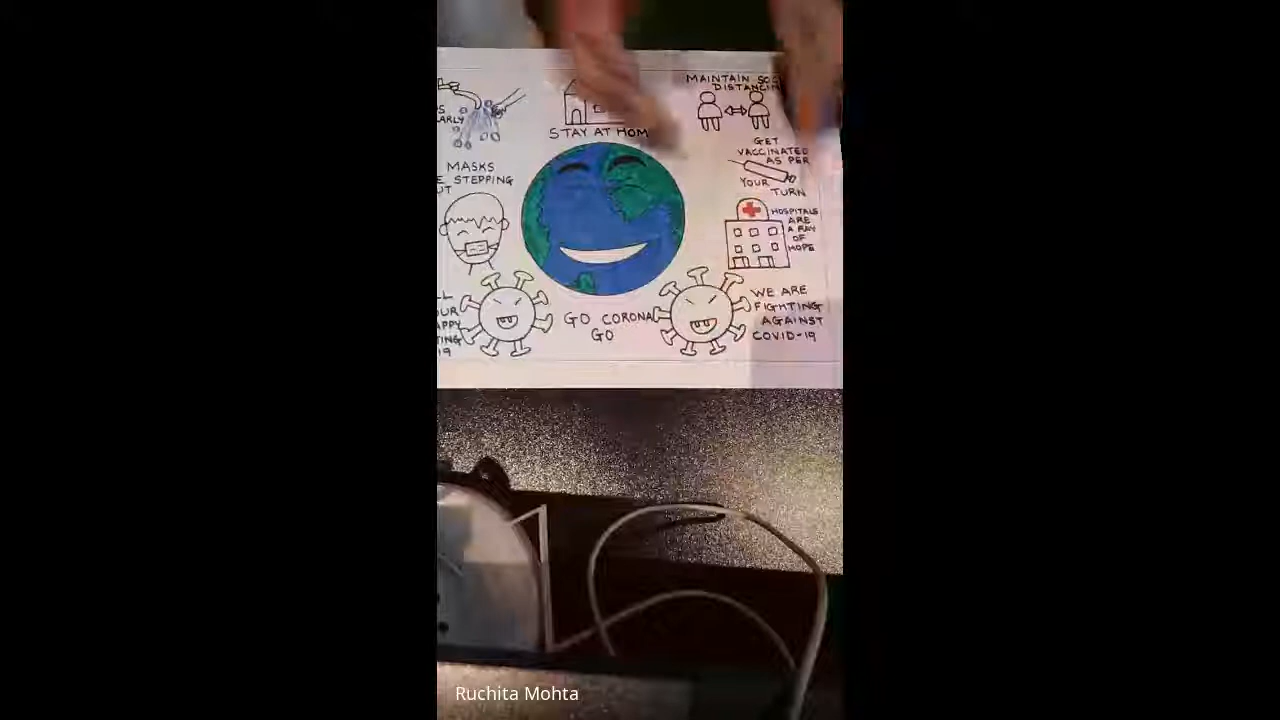 MAINTAIN
DISTANCIN
STAY AT HOM
GET
VACCINATED
AS PER
YOUR
TURN
MASKS
STEPPING
HOSPITALS
ARE
A RAY
OF
HOPE
WE ARE
FIGHTING
AGAINST
COVID-19
GO CORONA
GO
19
Ruchita Mohta